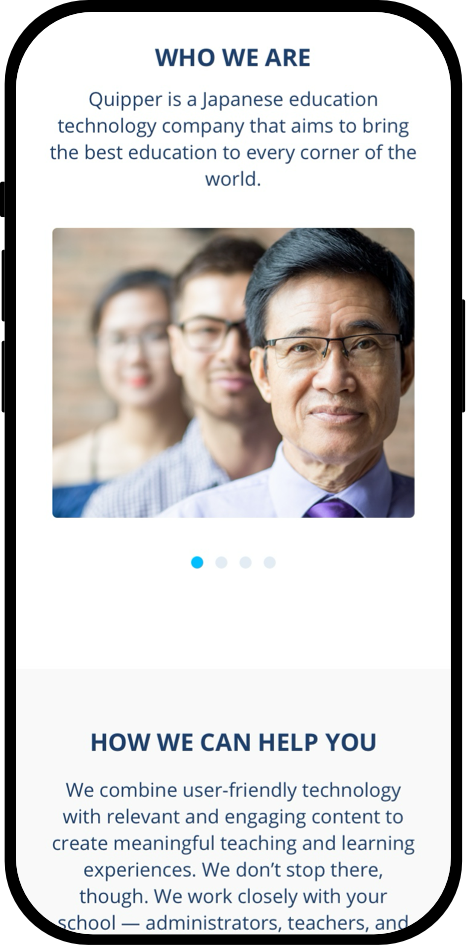 WHO WE ARE
Quipper is a Japanese education
technology company that aims to bring
the best education to every corner of the
world.
HOW WE CAN HELP YOU
We combine user-friendly technology
with relevant and engaging content to
create meaningful teaching and learning
experiences. We don’t stop there,
though. We work closely with your
school — administrators, teachers, and